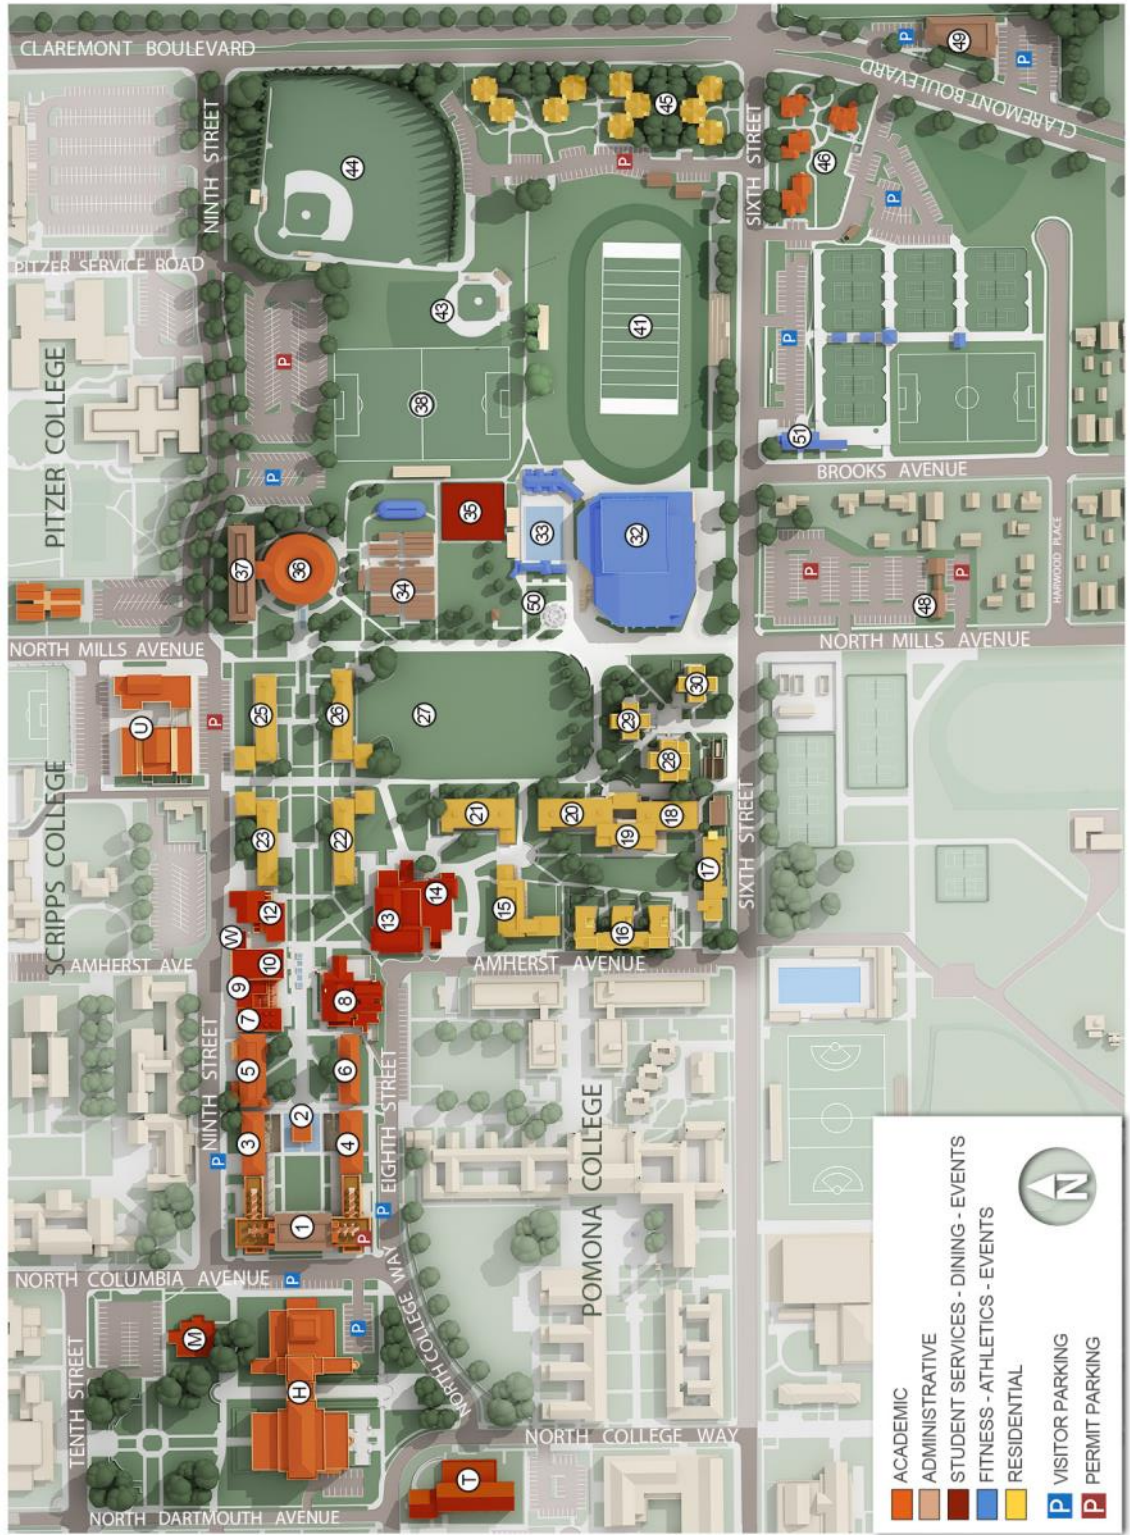 CLAREMONT BOULEVARD
NINTH STREET
PITZER SERVICE ROAD
PITZER COLLEGE
44
45
P
SIXTH STREET
46
P
49
P
P
CLAREMONT BOULEVARD
43
41
38
P
P
P
51
BROOKS AVENUE
37
36
35
34
33
32
50
P
48
P
HARWOOD PLACE
NORTH MILLS AVENUE
NORTH MILLS AVENUE
SCRIPPS COLLEGE
U
P
25
26
27
28
29
30
23
22
21
20
19
18
17
SIXTH STREET
12
13
14
15
16
W
AMHERST AVE
AMHERST AVENUE
10
9
8
7
NINTH STREET
5
6
EIGHTH STREET
P
3
2
4
1
P
P
POMONA COLLEGE
NORTH COLUMBIA AVENUE
P
NORTH COLLEGE WAY
TENTH STREET
M
H
P
NORTH COLLEGE WAY
T
NORTH DARTMOUTH AVENUE
ACADEMIC
ADMINISTRATIVE
STUDENT SERVICES - DINING - EVENTS
FITNESS - ATHLETICS - EVENTS
RESIDENTIAL
P VISITOR PARKING
P PERMIT PARKING
N